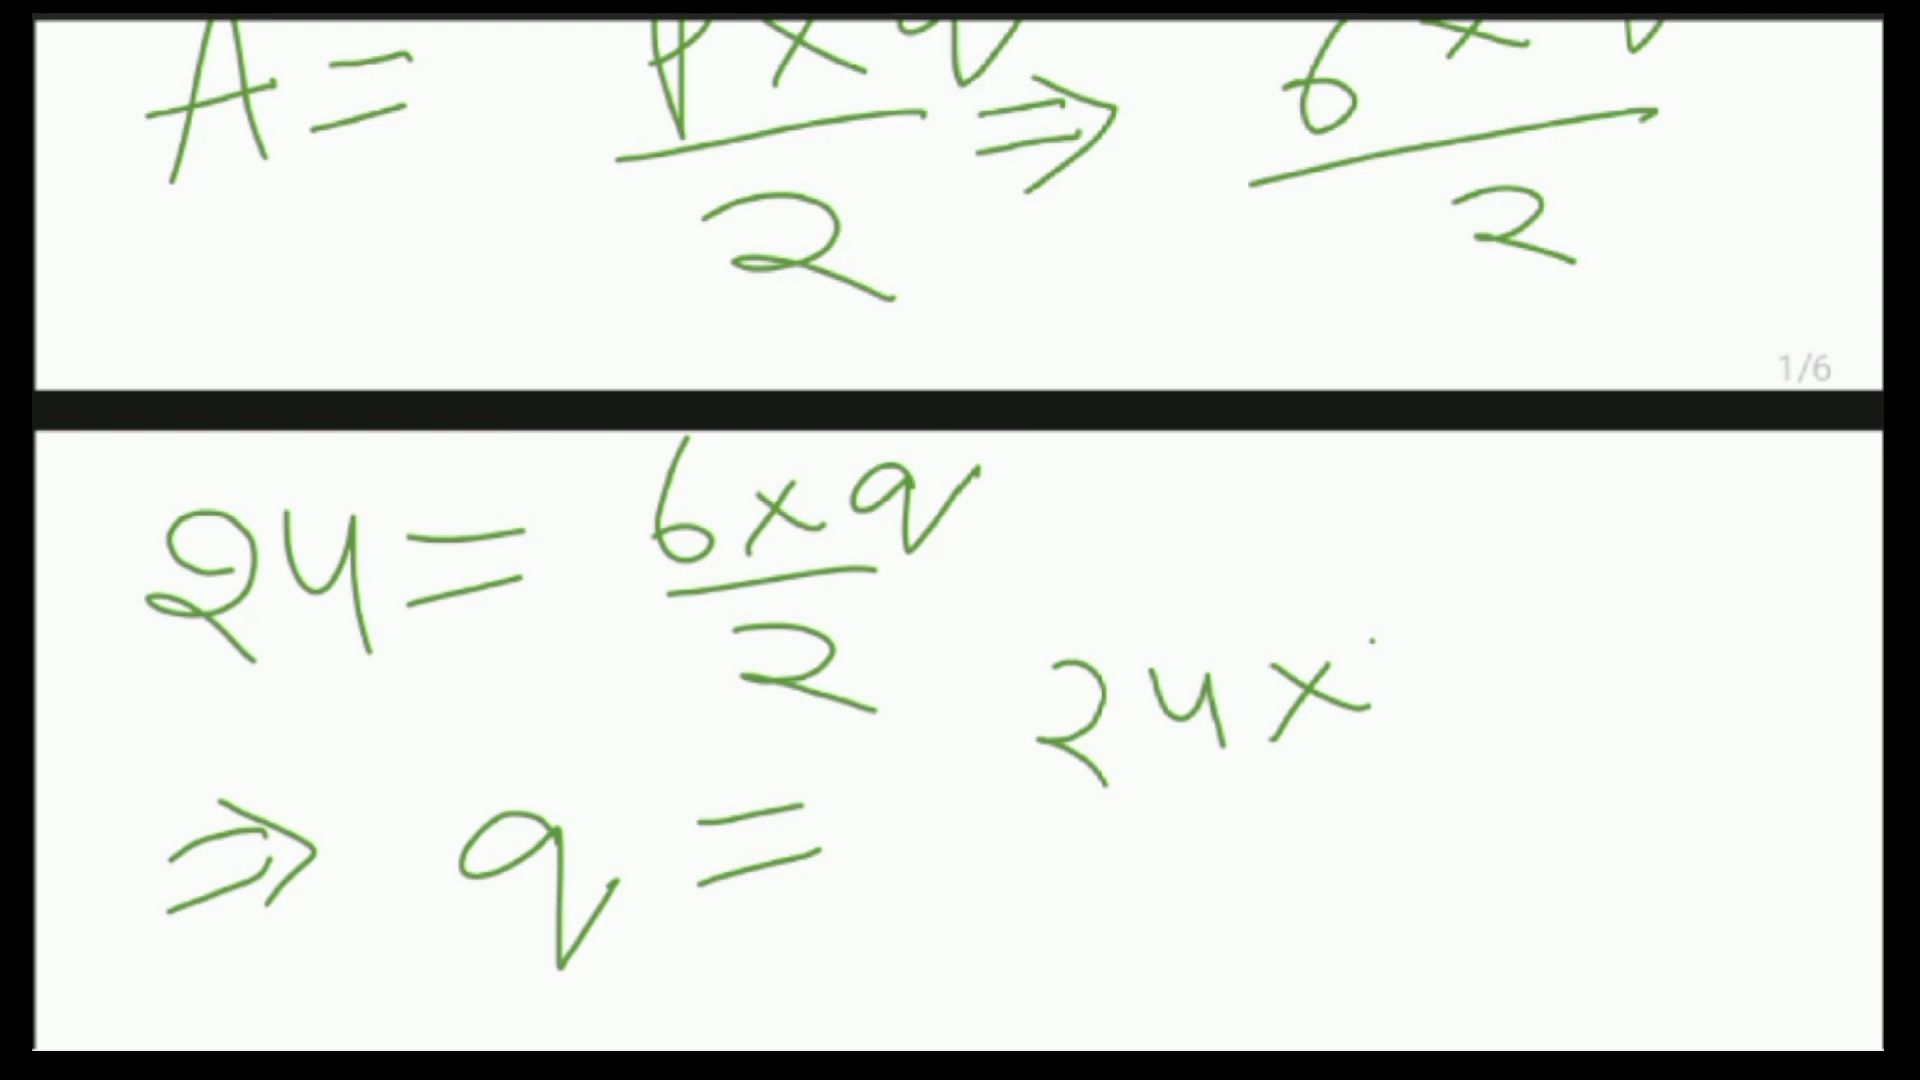 A = p x q / 2 ⇒ 6 x q / 2
1/6
24 = 6 x q / 2
24 x
⇒ q =